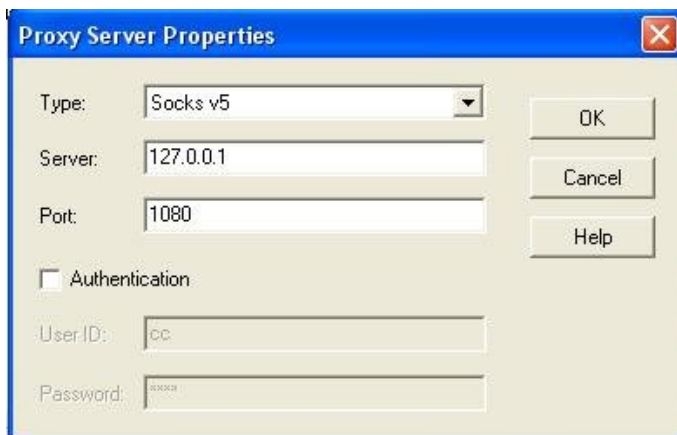 Proxy Server Properties
Type: Socks v5
OK
Server: 127.0.0.1
Cancel
Port: 1080
Help
Authentication
User ID: cc
Password: ****